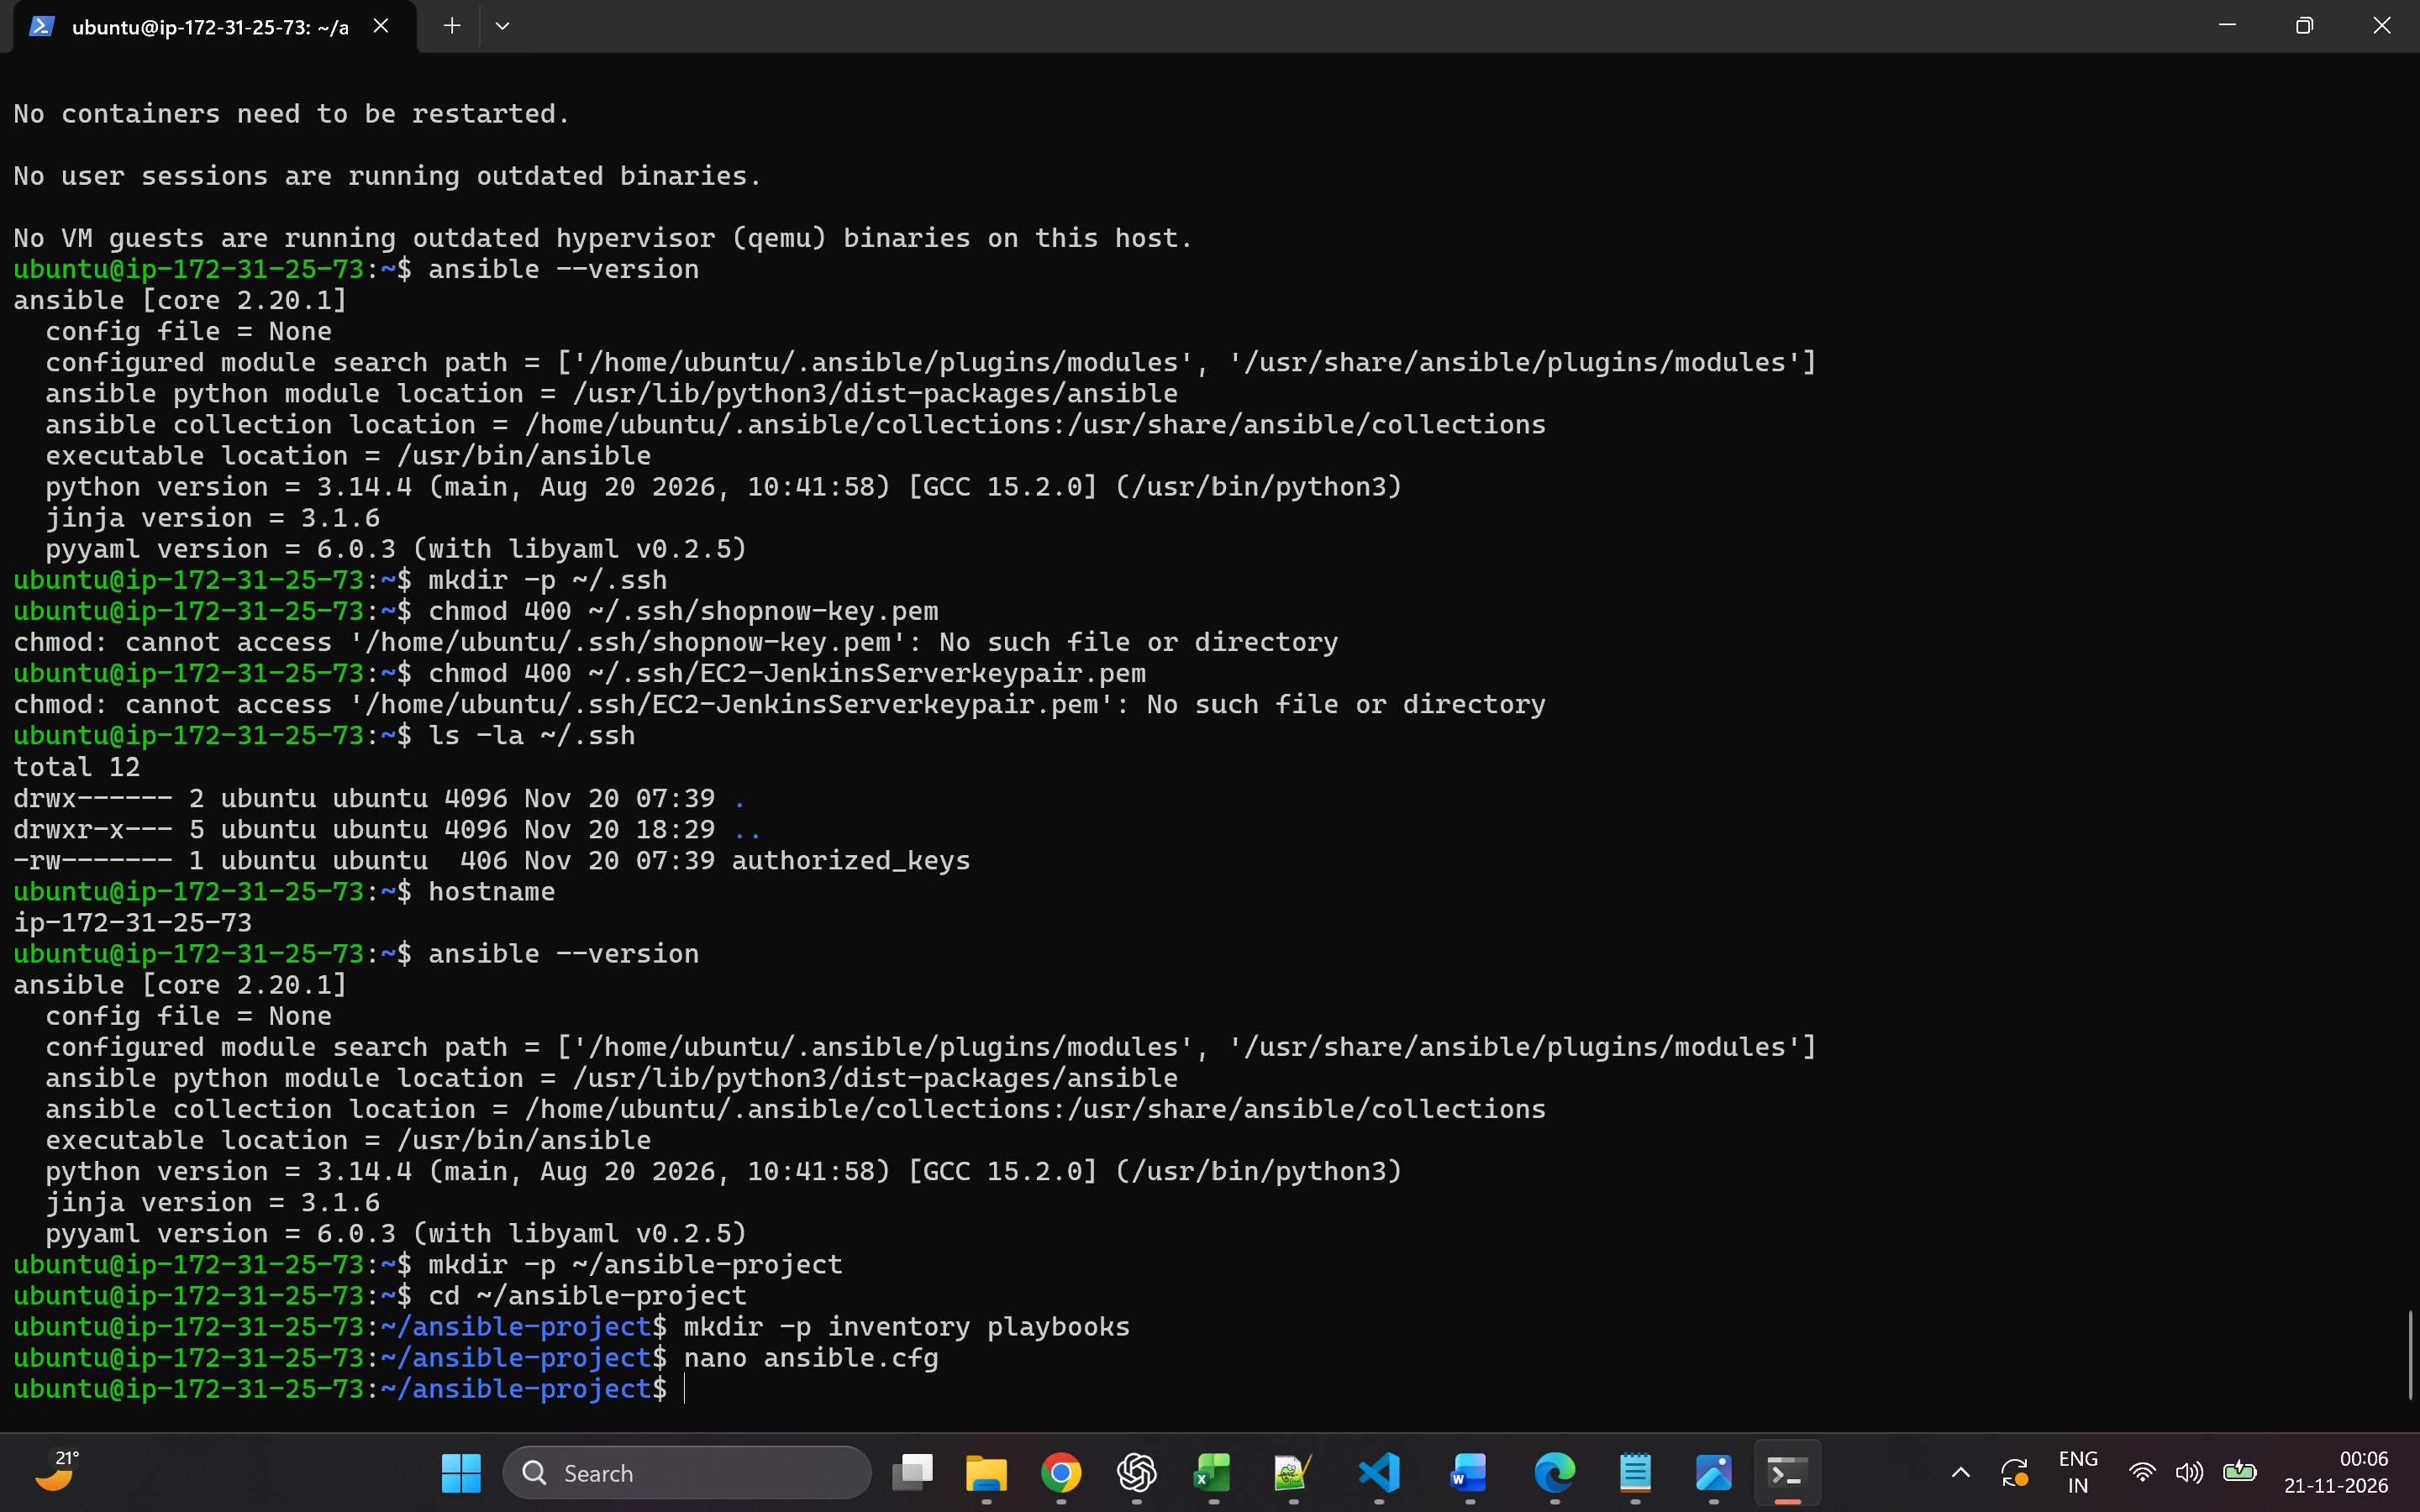 ubuntu@ip-172-31-25-73: ~/a
No containers need to be restarted.
No user sessions are running outdated binaries.
No VM guests are running outdated hypervisor (qemu) binaries on this host.
ubuntu@ip-172-31-25-73:~$ ansible --version
ansible [core 2.20.1]
  config file = None
  configured module search path = ['/home/ubuntu/.ansible/plugins/modules', '/usr/share/ansible/plugins/modules']
  ansible python module location = /usr/lib/python3/dist-packages/ansible
  ansible collection location = /home/ubuntu/.ansible/collections:/usr/share/ansible/collections
  executable location = /usr/bin/ansible
  python version = 3.14.4 (main, Aug 20 2026, 10:41:58) [GCC 15.2.0] (/usr/bin/python3)
  jinja version = 3.1.6
  pyyaml version = 6.0.3 (with libyaml v0.2.5)
ubuntu@ip-172-31-25-73:~$ mkdir -p ~/.ssh
ubuntu@ip-172-31-25-73:~$ chmod 400 ~/.ssh/shopnow-key.pem
chmod: cannot access '/home/ubuntu/.ssh/shopnow-key.pem': No such file or directory
ubuntu@ip-172-31-25-73:~$ chmod 400 ~/.ssh/EC2-JenkinsServerkeypair.pem
chmod: cannot access '/home/ubuntu/.ssh/EC2-JenkinsServerkeypair.pem': No such file or directory
ubuntu@ip-172-31-25-73:~$ ls -la ~/.ssh
total 12
drwx------ 2 ubuntu ubuntu 4096 Nov 20 07:39 .
drwxr-x--- 5 ubuntu ubuntu 4096 Nov 20 18:29 ..
-rw------- 1 ubuntu ubuntu  406 Nov 20 07:39 authorized_keys
ubuntu@ip-172-31-25-73:~$ hostname
ip-172-31-25-73
ubuntu@ip-172-31-25-73:~$ ansible --version
ansible [core 2.20.1]
  config file = None
  configured module search path = ['/home/ubuntu/.ansible/plugins/modules', '/usr/share/ansible/plugins/modules']
  ansible python module location = /usr/lib/python3/dist-packages/ansible
  ansible collection location = /home/ubuntu/.ansible/collections:/usr/share/ansible/collections
  executable location = /usr/bin/ansible
  python version = 3.14.4 (main, Aug 20 2026, 10:41:58) [GCC 15.2.0] (/usr/bin/python3)
  jinja version = 3.1.6
  pyyaml version = 6.0.3 (with libyaml v0.2.5)
ubuntu@ip-172-31-25-73:~$ mkdir -p ~/ansible-project
ubuntu@ip-172-31-25-73:~$ cd ~/ansible-project
ubuntu@ip-172-31-25-73:~/ansible-project$ mkdir -p inventory playbooks
ubuntu@ip-172-31-25-73:~/ansible-project$ nano ansible.cfg
ubuntu@ip-172-31-25-73:~/ansible-project$
21°
Search
ENG
IN
00:06
21-11-2026